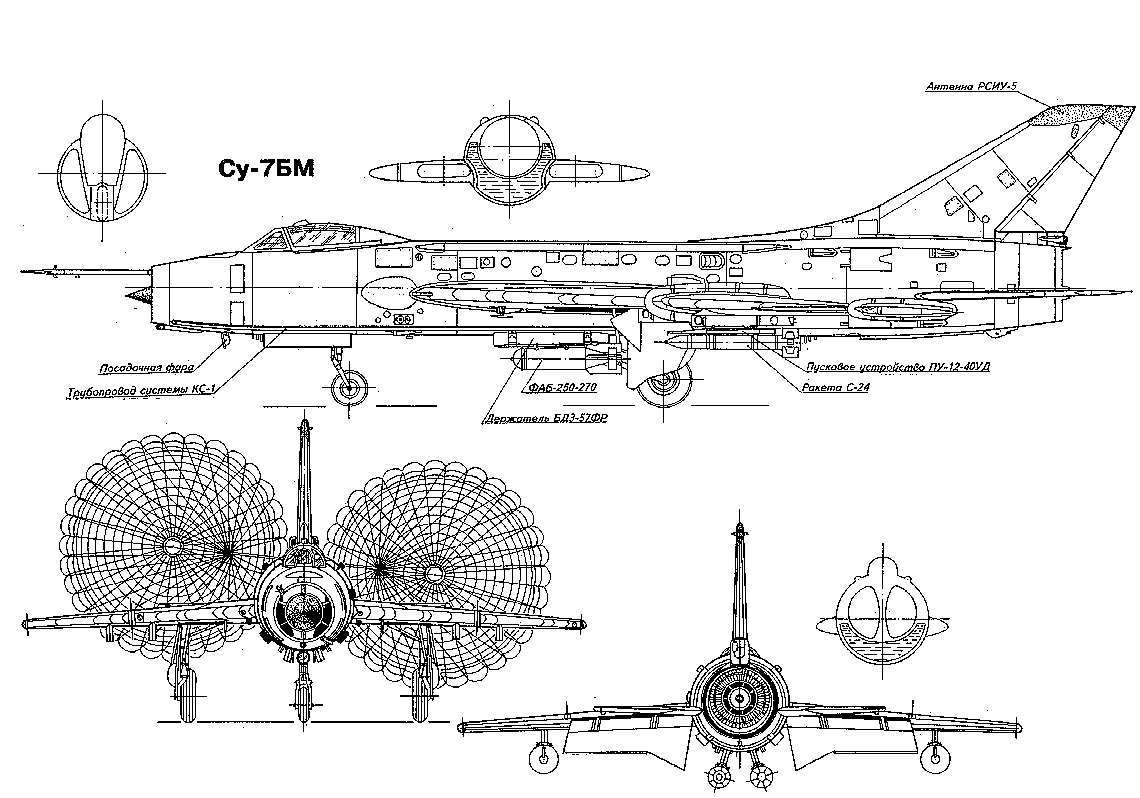 Антенна РСИУ-5
Су-7БМ
Посадочная фара
Трубопровод системы КС-1
ФАБ-250-270
Держатель БДЗ-57ФР
Пусковое устройство ПУ-12-40УД
Ракета С-24